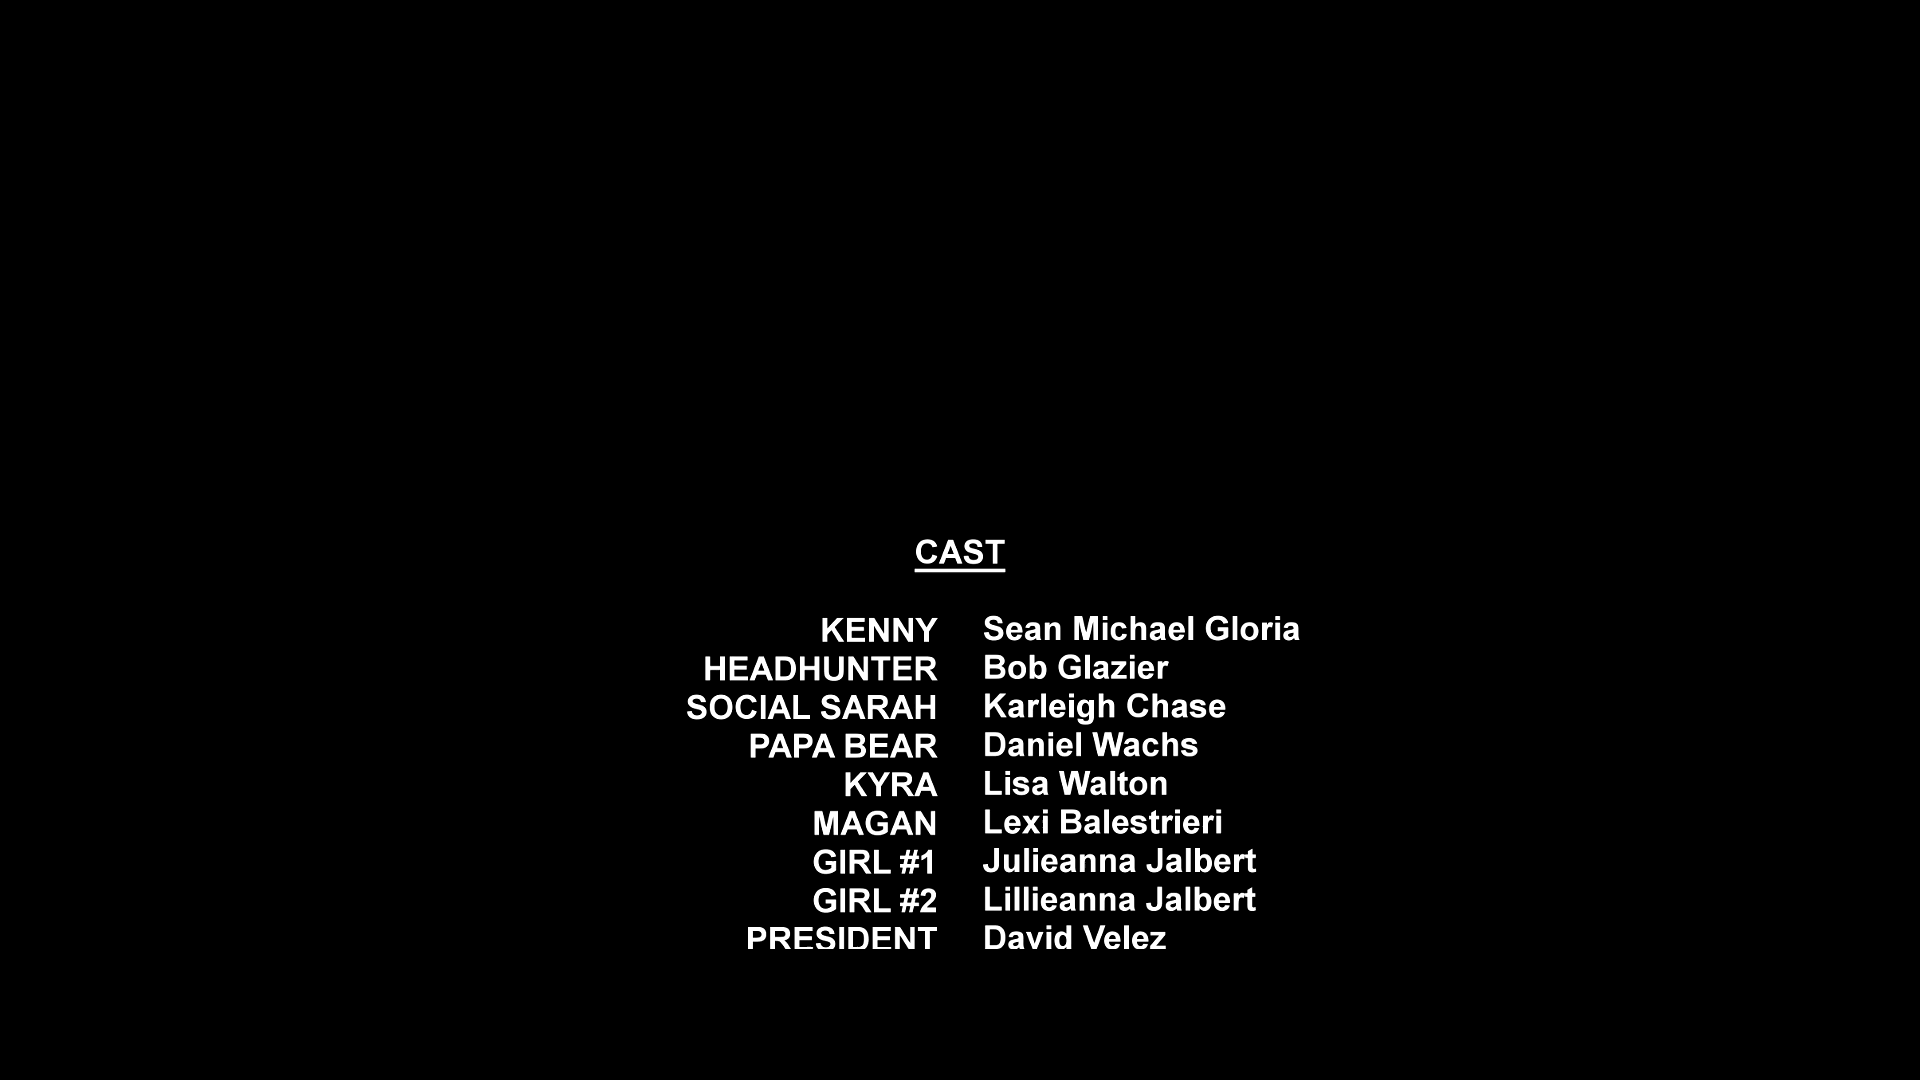 CAST
KENNY Sean Michael Gloria
HEADHUNTER Bob Glazier
SOCIAL SARAH Karleigh Chase
PAPA BEAR Daniel Wachs
KYRA Lisa Walton
MAGAN Lexi Balestrieri
GIRL #1 Julieanna Jalbert
GIRL #2 Lillieanna Jalbert
PRESIDENT David Velez